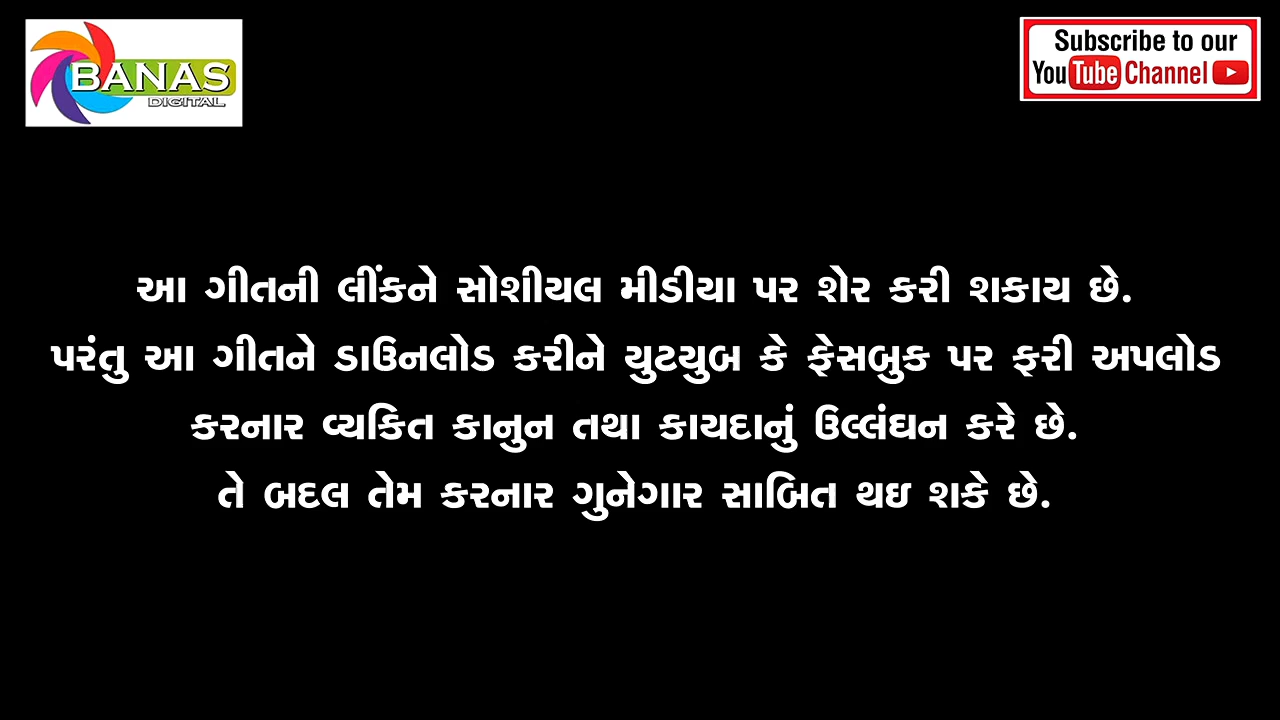 BANAS
DIGITAL
Subscribe to our
YouTube Channel
આ ગીતની લીંકને સોશીયલ મીડીયા પર શેર કરી શકાય છે.
પરંતુ આ ગીતને ડાઉનલોડ કરીને યુટયુબ કે ફેસબુક પર ફરી અપલોડ
કરનાર વ્યકિત કાનુન તથા કાયદાનું ઉલ્લંઘન કરે છે.
તે બદલ તેમ કરનાર ગુનેગાર સાબિત થઇ શકે છે.